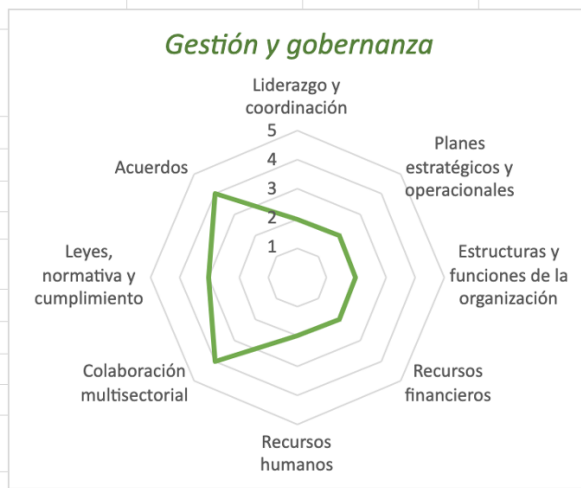 Gestión y gobernanza
Liderazgo y
coordinación
5
4
3
2
1
Planes
estratégicos y
operacionales
Estructuras y
funciones de la
organización
Recursos
financieros
Recursos
humanos
Colaboración
multisectorial
Leyes,
normativa y
cumplimiento
Acuerdos